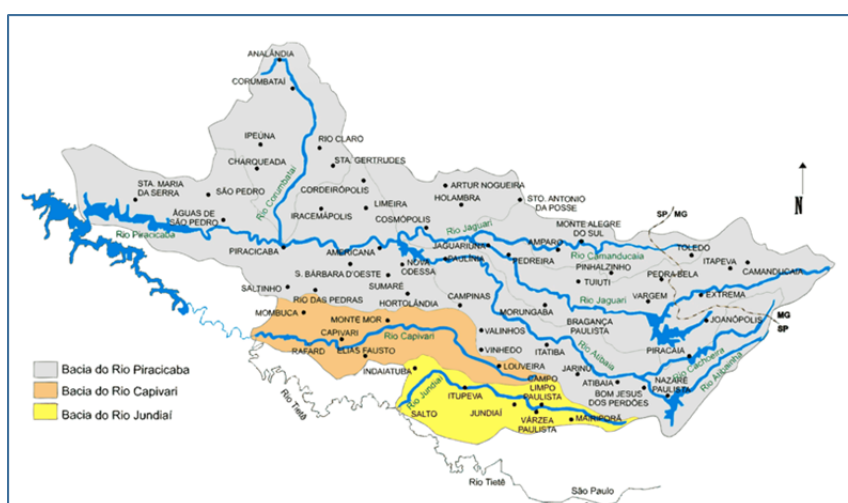 ANALÂNDIA
CORUMBATAÍ
IPEÚNA
RIO CLARO
CHARQUEADA
STA. GERTRUDES
STA. MARIA
DA SERRA
SÃO PEDRO
CORDEIRÓPOLIS
ARTUR NOGUEIRA
HOLAMBRA
STO. ANTONIO
DA POSSE
Rio Corumbataí
LIMEIRA
IRACEMÁPOLIS
COSMÓPOLIS
ÁGUAS DE
SÃO PEDRO
Rio Piracicaba
Rio Jaguari
MONTE ALEGRE
DO SUL
SP
MG
N
PIRACICABA
AMERICANA
JAGUARIÚNA
PAULÍNIA
AMPARO
Rio Camanducaia
TOLEDO
ITAPEVA
CAMANDUCAIA
NOVA
ODESSA
PEDREIRA
PINHALZINHO
PEDRA BELA
S. BÁRBARA D'OESTE
TUIUTI
SALTINHO
SUMARÉ
RIO DAS PEDRAS
HORTOLÂNDIA
CAMPINAS
MORUNGABA
Rio Jaguari
VARGEM
EXTREMA
MOMBUCA
MONTE MOR
BRAGANÇA
PAULISTA
JOANÓPOLIS
MG
SP
CAPIVARI
Rio Capivari
VALINHOS
RAFARD
ELIAS FAUSTO
VINHEDO
ITATIBA
Rio Atibaia
PIRACAIA
Rio Cachoeira
Rio Atibainha
INDAIATUBA
LOUVEIRA
JARINU
ATIBAIA
NAZARÉ
PAULISTA
BOM JESUS
DOS PERDÕES
CAMPO
LIMPO
PAULISTA
Rio Jundiaí
ITUPEVA
SALTO
JUNDIAÍ
VÁRZEA
PAULISTA
MAIRIPORÃ
Rio Tietê
Rio Tietê
São Paulo
Bacia do Rio Piracicaba
Bacia do Rio Capivari
Bacia do Rio Jundiaí